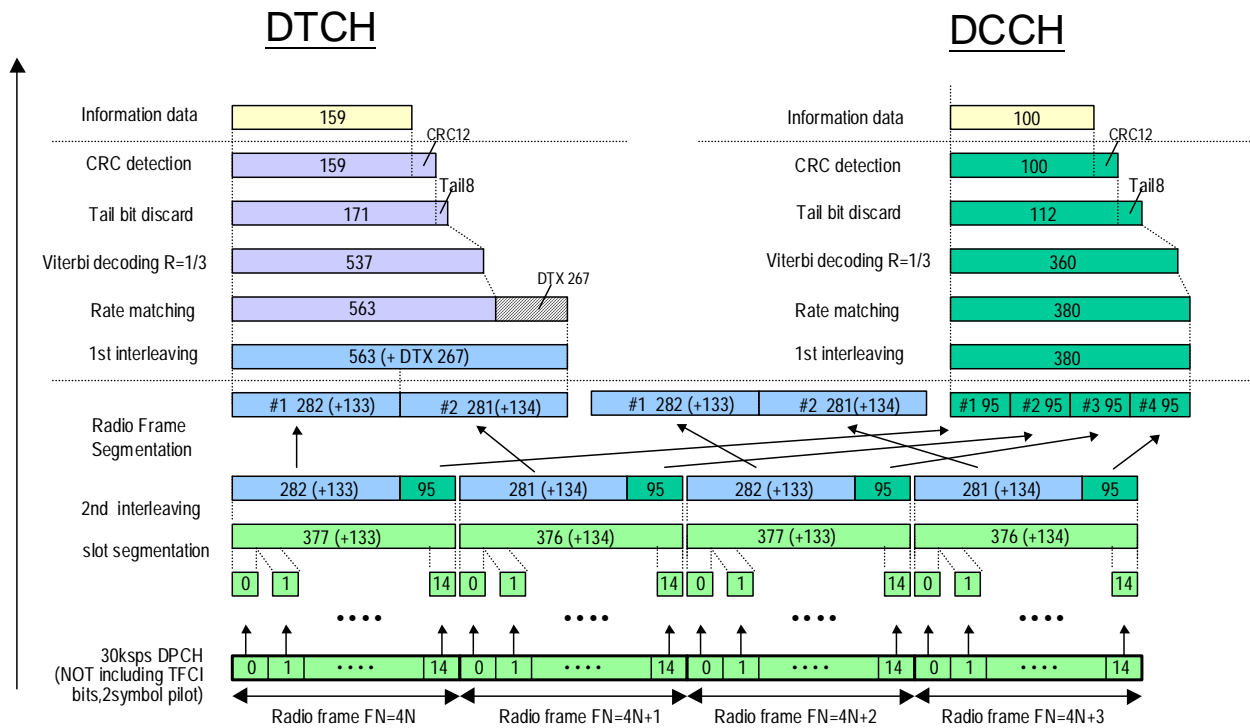 DTCH
DCCH
Information data
159
Information data
100
CRC12
CRC12
CRC detection
159
CRC detection
100
Tail8
Tail8
Tail bit discard
171
Tail bit discard
112
Viterbi decoding R=1/3
537
Viterbi decoding R=1/3
360
DTX 267
Rate matching
563
Rate matching
380
1st interleaving
563 (+ DTX 267)
1st interleaving
380
#1 282 (+133)
#2 281(+134)
#1 282 (+133)
#2 281(+134)
#1 95
#2 95
#3 95
#4 95
Radio Frame
Segmentation
282 (+133)
95
281 (+134)
95
282 (+133)
95
281 (+134)
95
2nd interleaving
377 (+133)
376 (+134)
377 (+133)
376 (+134)
slot segmentation
0
1
14
0
1
14
0
1
14
0
1
14
• • • •
• • • •
• • • •
• • • •
30ksps DPCH
(NOT including TFCI
bits,2symbol pilot)
0
1
• • • •
14
0
1
• • • •
14
0
1
• • • •
14
0
1
• • • •
14
Radio frame FN=4N
Radio frame FN=4N+1
Radio frame FN=4N+2
Radio frame FN=4N+3